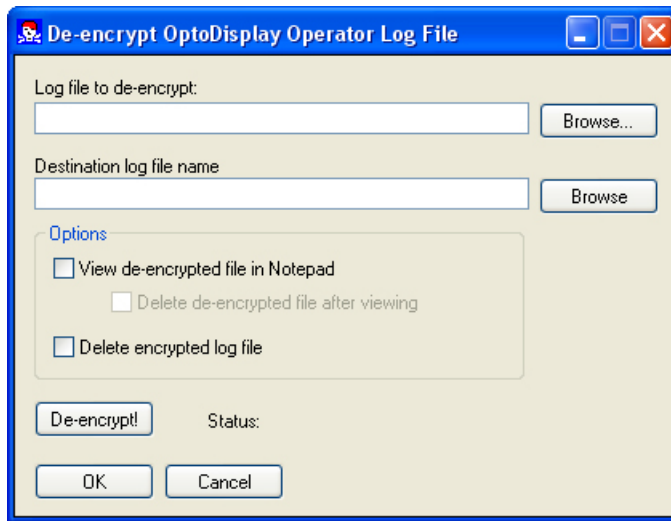 De-encrypt OptoDisplay Operator Log File
Log file to de-encrypt:
Browse...
Destination log file name
Browse
Options
View de-encrypted file in Notepad
Delete de-encrypted file after viewing
Delete encrypted log file
De-encrypt!
Status:
OK
Cancel